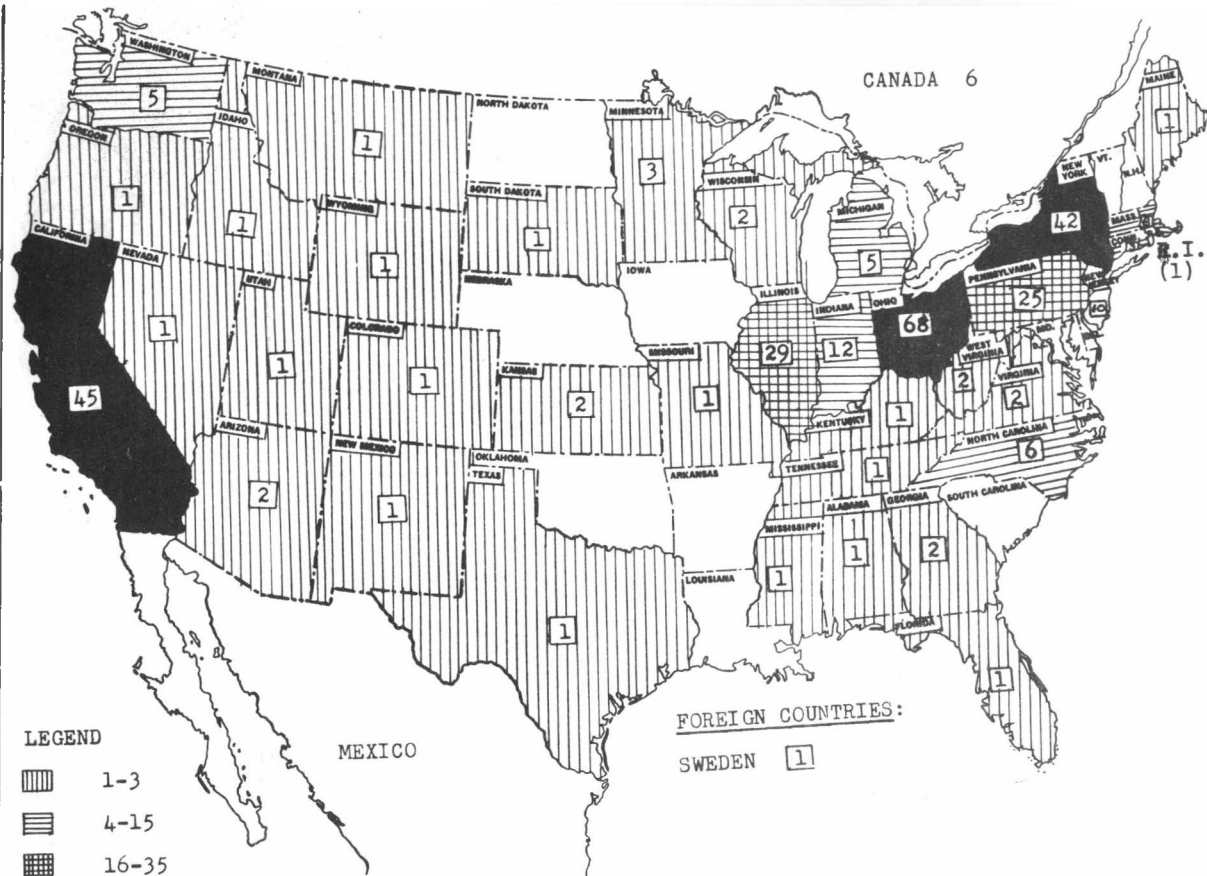 WASHINGTON
5
MONTANA
1
IDAHO
1
OREGON
1
NORTH DAKOTA
MINNESOTA
3
CANADA 6
MAINE
1
SOUTH DAKOTA
1
WISCONSIN
2
MICHIGAN
5
NEW YORK
42
VT.
N.H.
MASS.
CONN.
R.I.
(1)
WYOMING
1
CALIFORNIA
45
NEVADA
1
UTAH
1
COLORADO
1
NEBRASKA
IOWA
ILLINOIS
29
INDIANA
12
OHIO
68
PENNSYLVANIA
25
NEW JERSEY
10
MD.
WEST VIRGINIA
2
VIRGINIA
2
KANSAS
2
MISSOURI
1
KENTUCKY
1
NORTH CAROLINA
6
ARIZONA
2
NEW MEXICO
1
OKLAHOMA
TEXAS
1
ARKANSAS
TENNESSEE
1
SOUTH CAROLINA
MISSISSIPPI
1
ALABAMA
1
GEORGIA
2
LOUISIANA
FLORIDA
1
MEXICO
FOREIGN COUNTRIES:
SWEDEN 1
LEGEND
1-3
4-15
16-35